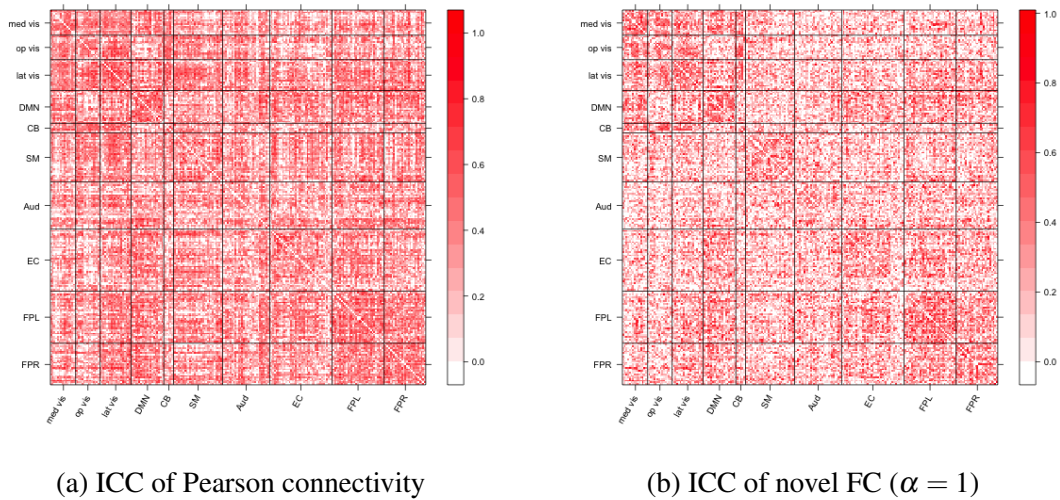 med vis
op vis
lat vis
DMN
CB
SM
Aud
EC
FPL
FPR
med vis
op vis
lat vis
DMN
CB
SM
Aud
EC
FPL
FPR
1.0
0.8
0.6
0.4
0.2
0.0
(a) ICC of Pearson connectivity
med vis
op vis
lat vis
DMN
CB
SM
Aud
EC
FPL
FPR
med vis
op vis
lat vis
DMN
CB
SM
Aud
EC
FPL
FPR
1.0
0.8
0.6
0.4
0.2
0.0
(b) ICC of novel FC (α = 1)